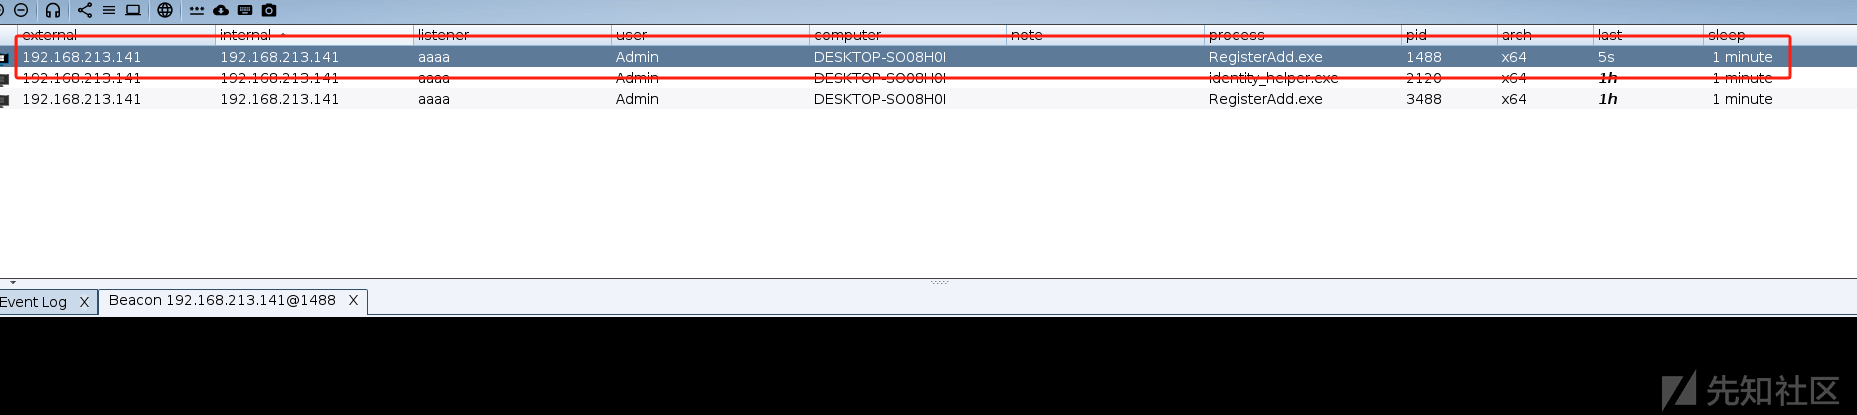 external internal listener user computer note process pid arch last sleep
192.168.213.141 192.168.213.141 aaaa Admin DESKTOP-SO08H0I RegisterAdd.exe 1488 x64 5s 1 minute
192.168.213.141 192.168.213.141 aaaa Admin DESKTOP-SO08H0I identity_helper.exe 2120 x64 1h 1 minute
192.168.213.141 192.168.213.141 aaaa Admin DESKTOP-SO08H0I RegisterAdd.exe 3488 x64 1h 1 minute
Event Log X Beacon 192.168.213.141@1488 X
先知社区